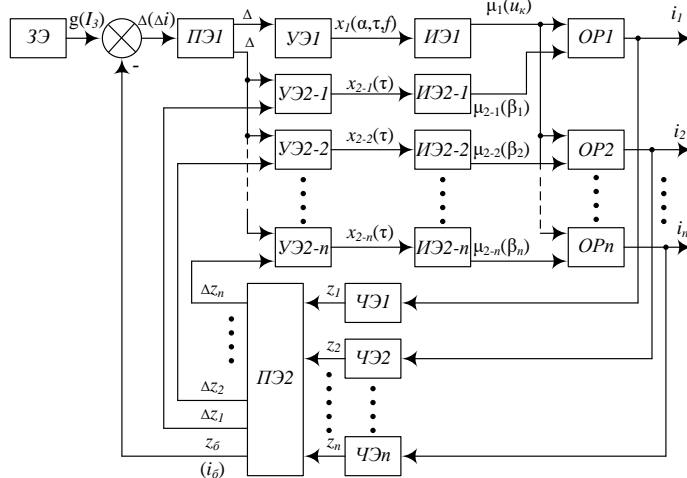 ЗЭ
g(I₃)
Δ(Δi)
-
ПЭ1
Δ
Δ
УЭ1
x₁(α,τ,f)
ИЭ1
μ₁(uк)
ОР1
i₁
УЭ2-1
x₂₋₁(τ)
ИЭ2-1
μ₂₋₁(β₁)
УЭ2-2
x₂₋₂(τ)
ИЭ2-2
μ₂₋₂(β₂)
ОР2
i₂
УЭ2-n
x₂₋ₙ(τ)
ИЭ2-n
μ₂₋ₙ(βₙ)
ОРn
iₙ
Δzₙ
z₁
ЧЭ1
ПЭ2
z₂
ЧЭ2
Δz₂
Δz₁
zб
(iб)
zₙ
ЧЭn